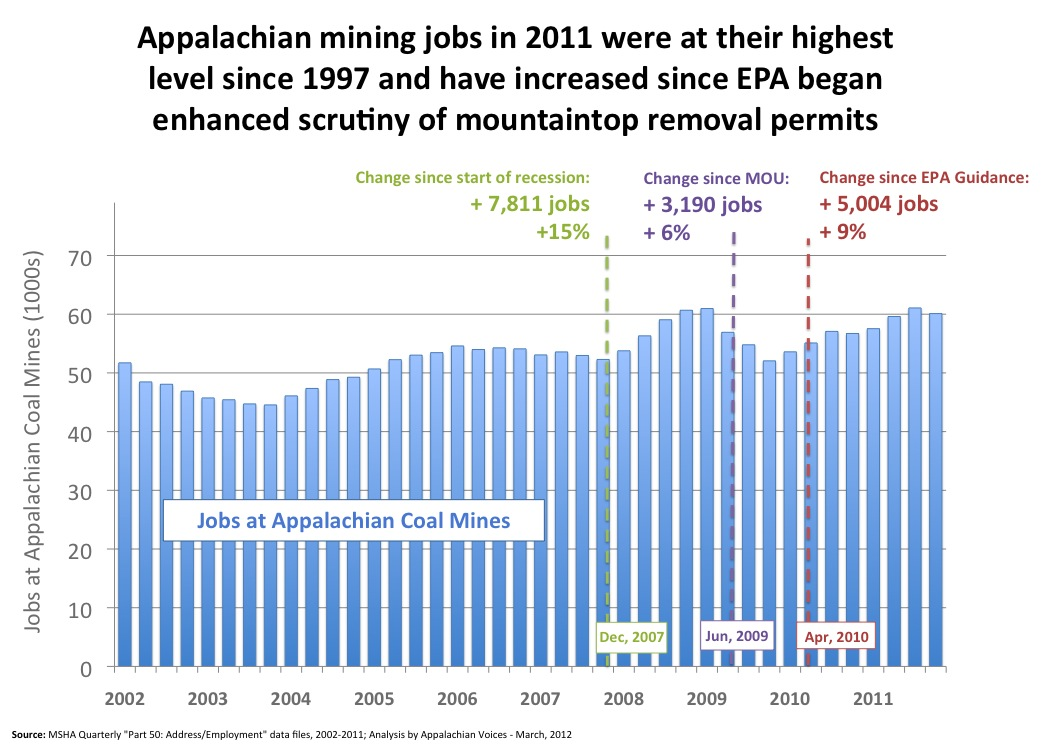 Appalachian mining jobs in 2011 were at their highest
level since 1997 and have increased since EPA began
enhanced scrutiny of mountaintop removal permits
Change since start of recession:
+ 7,811 jobs
+15%
Change since MOU:
+ 3,190 jobs
+ 6%
Change since EPA Guidance:
+ 5,004 jobs
+ 9%
Jobs at Appalachian Coal Mines (1000s)
70
60
50
40
30
20
10
0
Jobs at Appalachian Coal Mines
Dec, 2007
Jun, 2009
Apr, 2010
2002 2003 2004 2005 2006 2007 2008 2009 2010 2011
Source: MSHA Quarterly "Part 50: Address/Employment" data files, 2002-2011; Analysis by Appalachian Voices - March, 2012